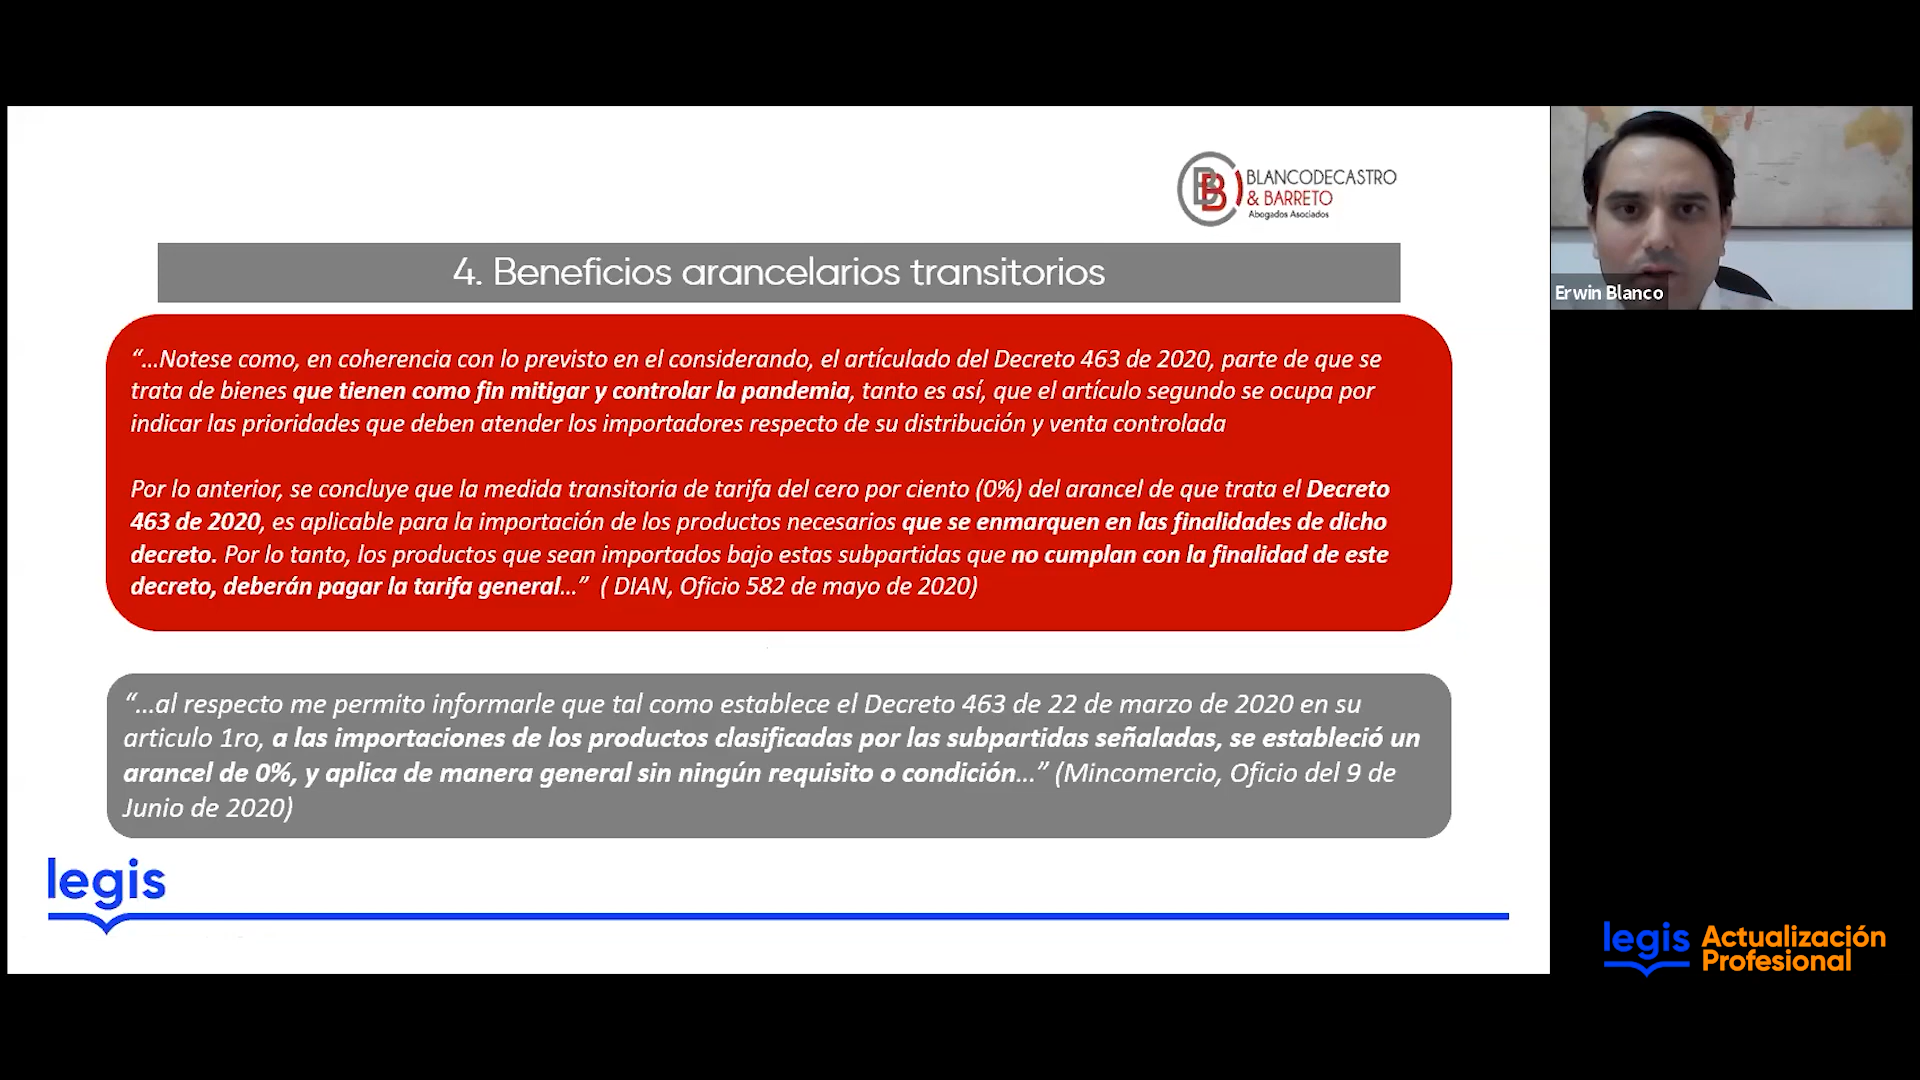 BB BLANCODECASTRO
& BARRETO
Abogados Asociados
4. Beneficios arancelarios transitorios
“...Notese como, en coherencia con lo previsto en el considerando, el artículado del Decreto 463 de 2020, parte de que se
trata de bienes que tienen como fin mitigar y controlar la pandemia, tanto es así, que el artículo segundo se ocupa por
indicar las prioridades que deben atender los importadores respecto de su distribución y venta controlada
Por lo anterior, se concluye que la medida transitoria de tarifa del cero por ciento (0%) del arancel de que trata el Decreto
463 de 2020, es aplicable para la importación de los productos necesarios que se enmarquen en las finalidades de dicho
decreto. Por lo tanto, los productos que sean importados bajo estas subpartidas que no cumplan con la finalidad de este
decreto, deberán pagar la tarifa general...” ( DIAN, Oficio 582 de mayo de 2020)
“...al respecto me permito informarle que tal como establece el Decreto 463 de 22 de marzo de 2020 en su
articulo 1ro, a las importaciones de los productos clasificadas por las subpartidas señaladas, se estableció un
arancel de 0%, y aplica de manera general sin ningún requisito o condición...” (Mincomercio, Oficio del 9 de
Junio de 2020)
legis
Erwin Blanco
legis Actualización
Profesional